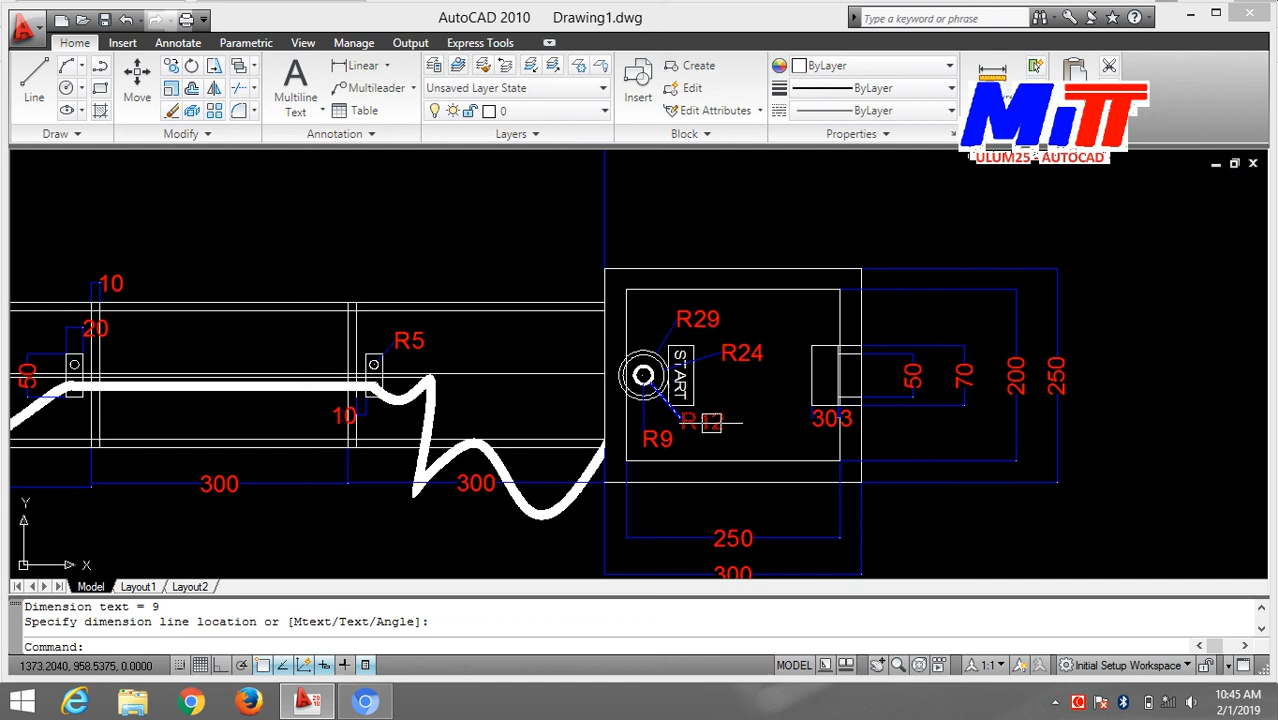 AutoCAD 2010 Drawing1.dwg
Type a keyword or phrase
Home Insert Annotate Parametric View Manage Output Express Tools
Line Move Multiline Text Linear Multileader Table Unsaved Layer State 0 Insert Create Edit Edit Attributes ByLayer ByLayer ByLayer
Draw Modify Annotation Layers Block Properties
MiTT
ULUM25 - AUTOCAD
10
R29
20
R5
R24
START
50
50
70
200
250
10
R12
303
R9
300
300
250
300
Y
X
Model Layout1 Layout2
Dimension text = 9
Specify dimension line location or [Mtext/Text/Angle]:
Command:
1373.2040, 958.5375, 0.0000 MODEL 1:1 Initial Setup Workspace
10:45 AM
2/1/2019